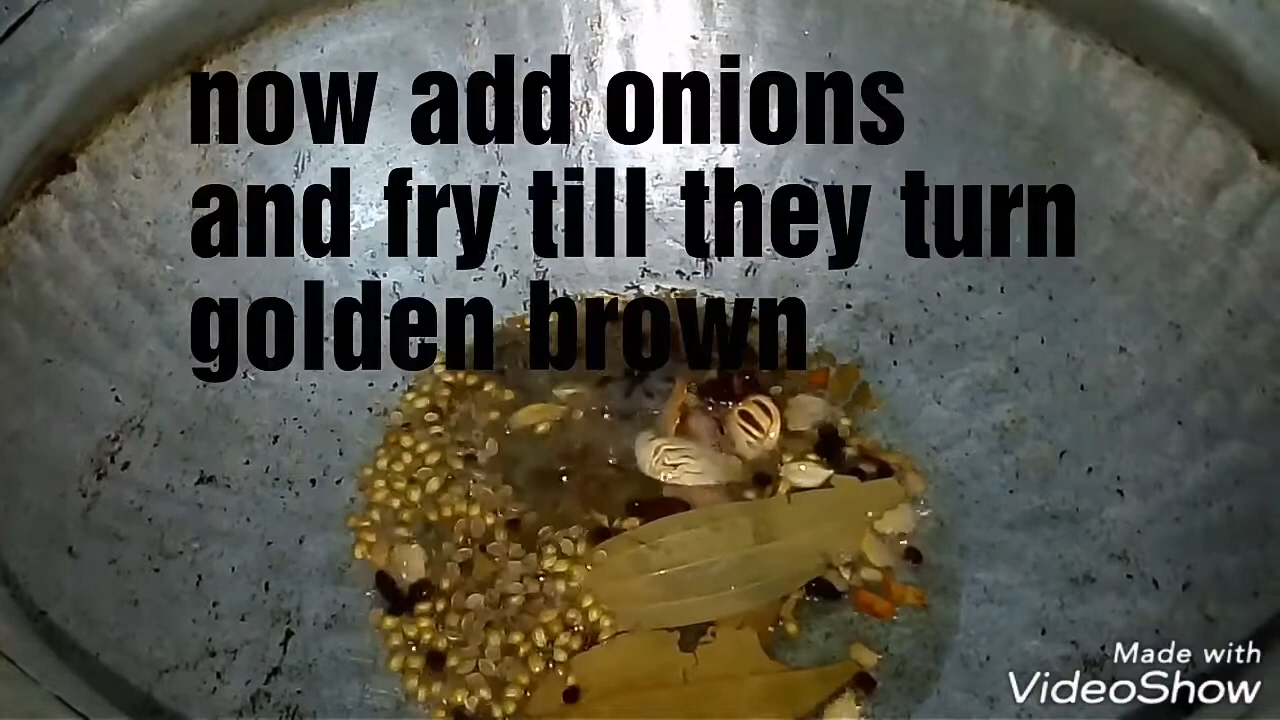 now add onions
and fry till they turn
golden brown
Made with
VideoShow